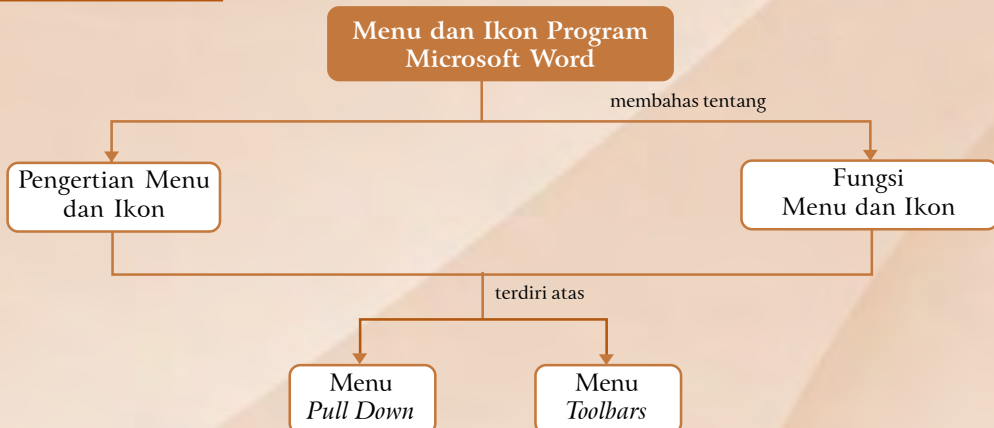 Menu dan Ikon Program
Microsoft Word
membahas tentang
Pengertian Menu
dan Ikon
Fungsi
Menu dan Ikon
terdiri atas
Menu
Pull Down
Menu
Toolbars